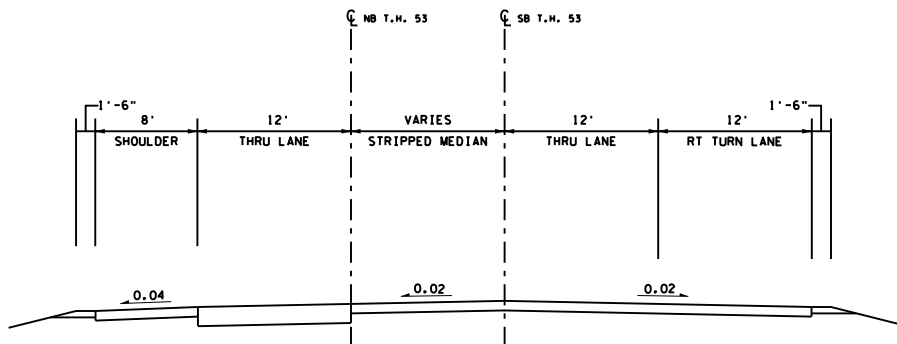 ℄ NB T.H. 53
℄ SB T.H. 53
1'-6"
8'
12'
VARIES
12'
12'
1'-6"
SHOULDER
THRU LANE
STRIPPED MEDIAN
THRU LANE
RT TURN LANE
0.04
0.02
0.02